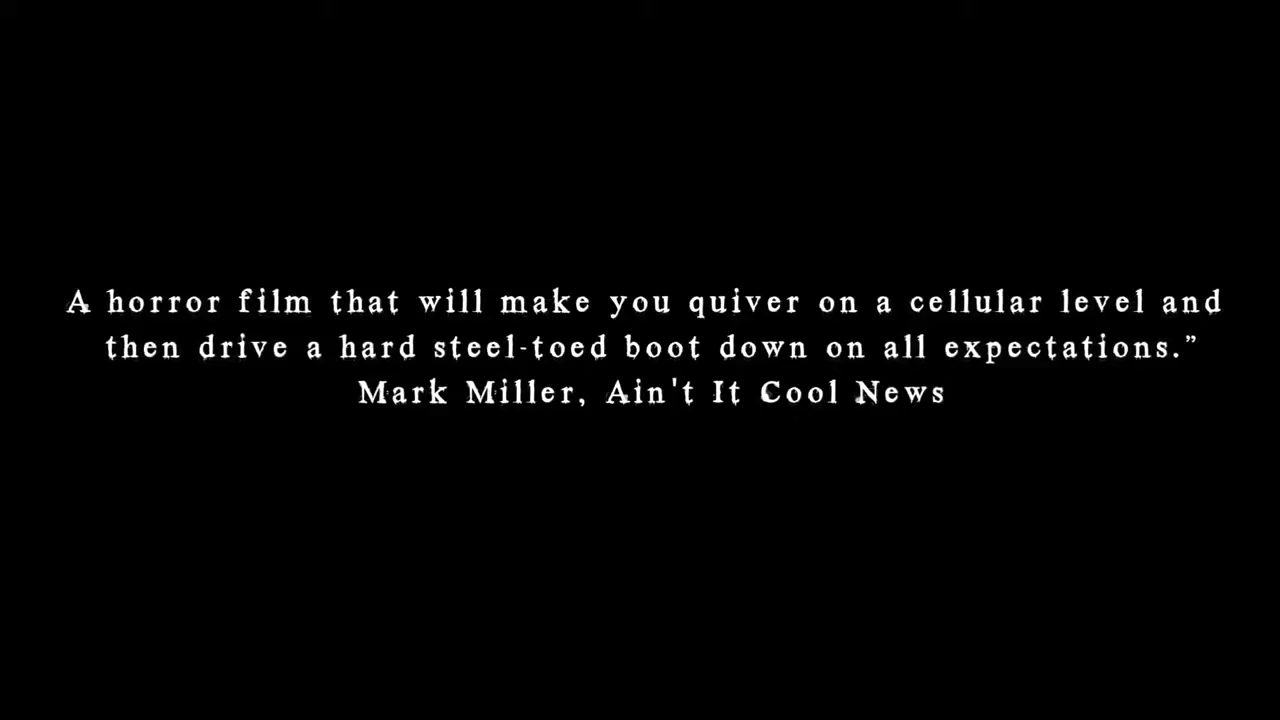 A horror film that will make you quiver on a cellular level and
then drive a hard steel-toed boot down on all expectations.”
Mark Miller, Ain't It Cool News